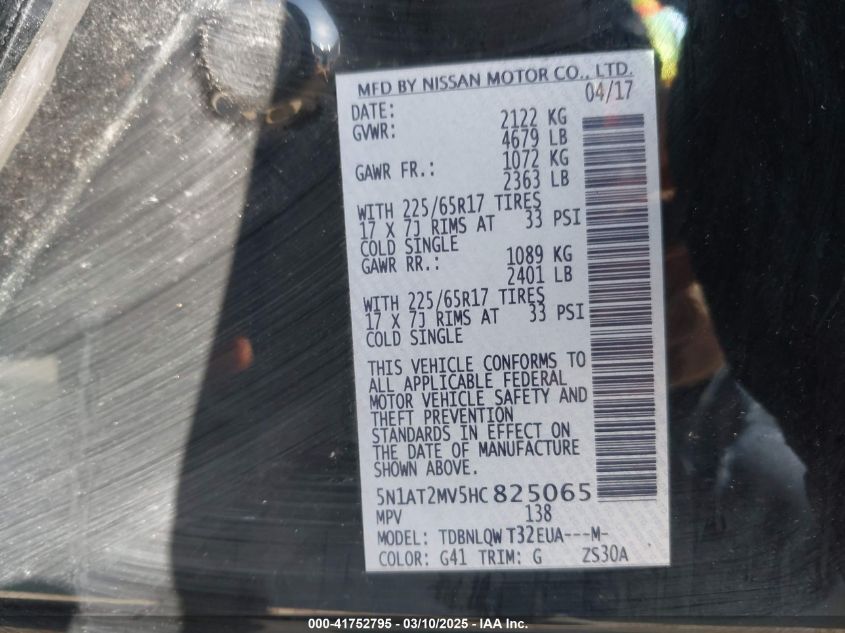 MFD BY NISSAN MOTOR CO., LTD.
DATE: 04/17
GVWR: 2122 KG
4679 LB
GAWR FR.: 1072 KG
2363 LB
WITH 225/65R17 TIRES
17 X 7J RIMS AT 33 PSI
COLD SINGLE
GAWR RR.: 1089 KG
2401 LB
WITH 225/65R17 TIRES
17 X 7J RIMS AT 33 PSI
COLD SINGLE
THIS VEHICLE CONFORMS TO
ALL APPLICABLE FEDERAL
MOTOR VEHICLE SAFETY AND
THEFT PREVENTION
STANDARDS IN EFFECT ON
THE DATE OF MANUFACTURE
SHOWN ABOVE.
5N1AT2MV5HC825065
MPV 138
MODEL: TDBNLQW T32EUA---M-
COLOR: G41 TRIM: G ZS30A
000-41752795 - 03/10/2025 - IAA Inc.